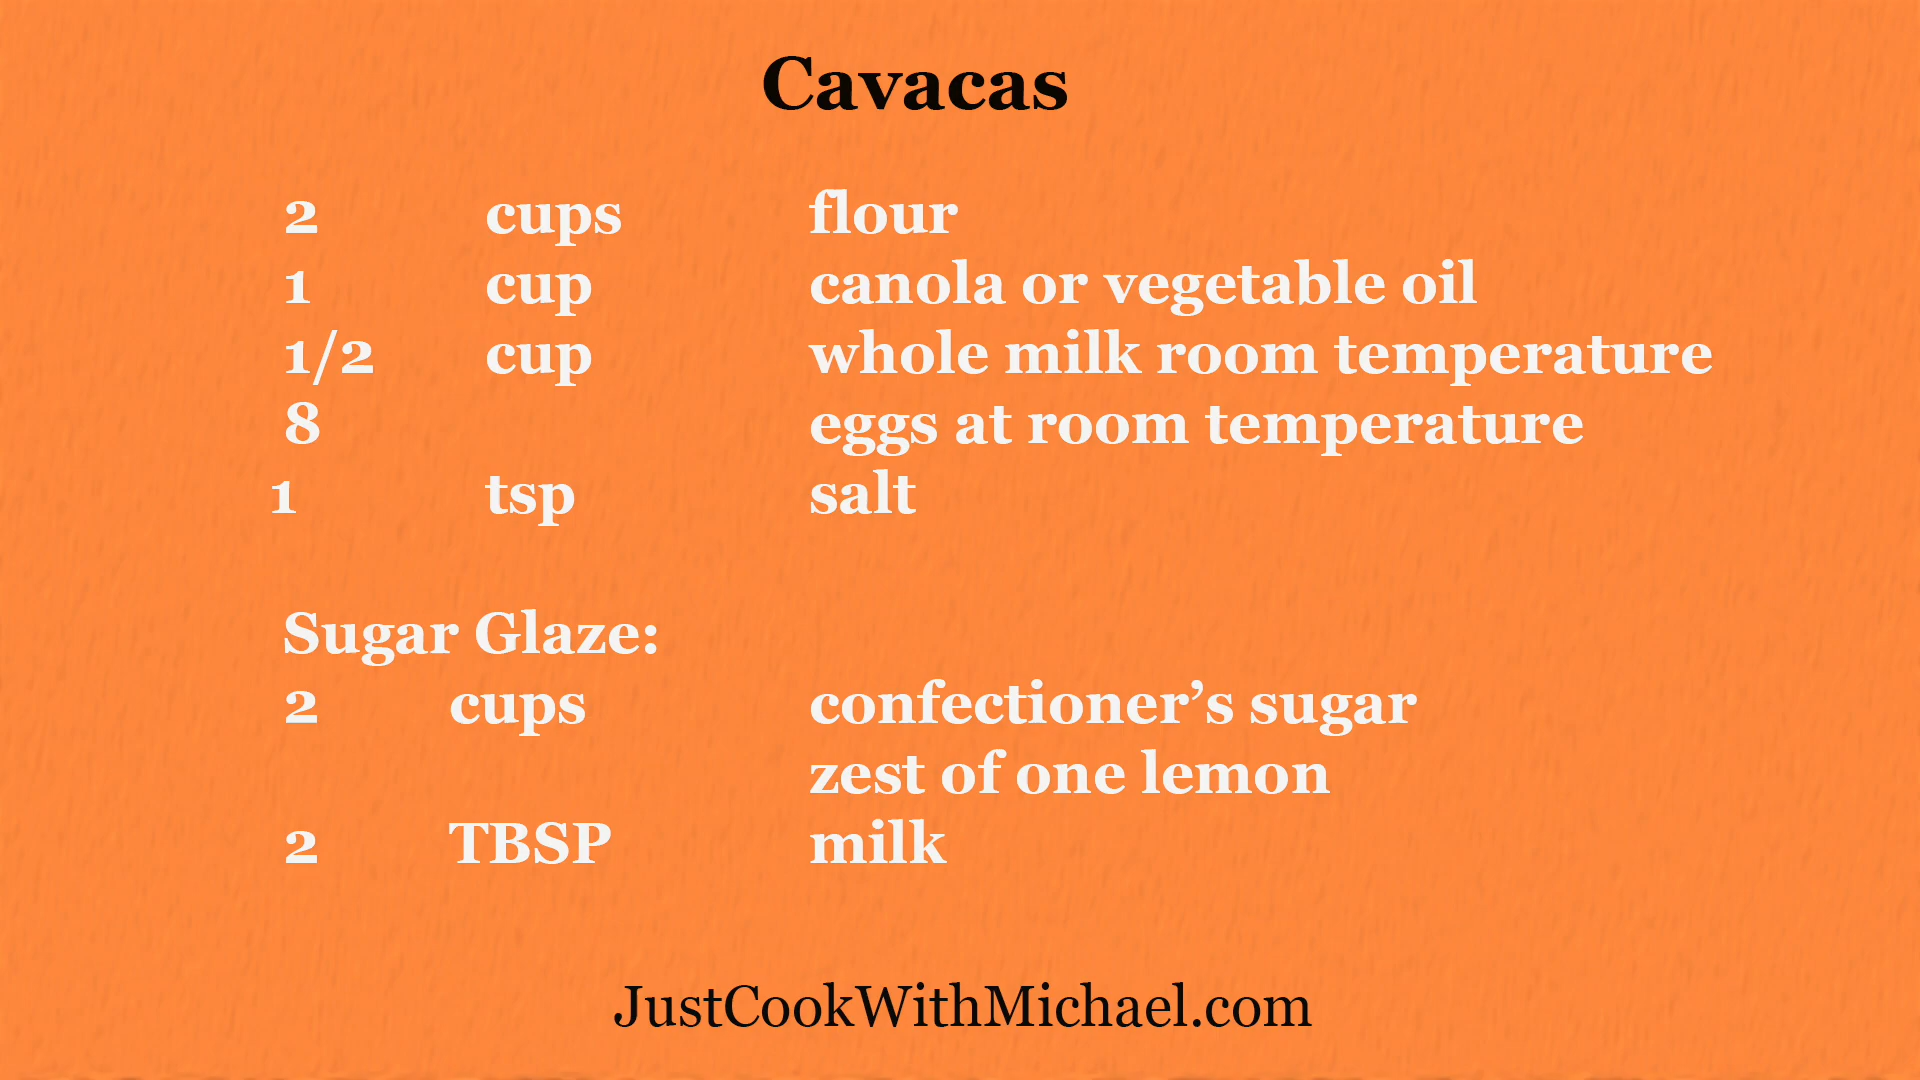 Cavacas
2 cups flour
1 cup canola or vegetable oil
1/2 cup whole milk room temperature
8 eggs at room temperature
1 tsp salt
Sugar Glaze:
2 cups confectioner’s sugar
zest of one lemon
2 TBSP milk
JustCookWithMichael.com